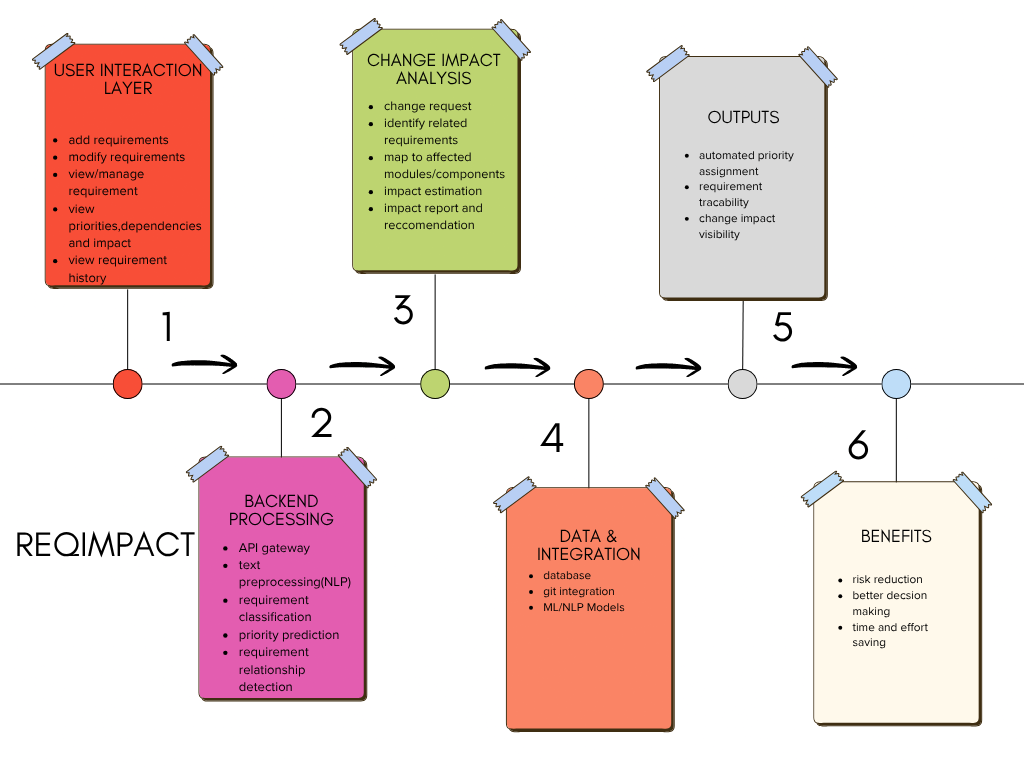 USER INTERACTION
LAYER
• add requirements
• modify requirements
• view/manage
requirement
• view
priorities,dependencies
and impact
• view requirement
history
1
BACKEND
PROCESSING
• API gateway
• text
preprocessing(NLP)
• requirement
classification
• priority prediction
• requirement
relationship
detection
2
CHANGE IMPACT
ANALYSIS
• change request
• identify related
requirements
• map to affected
modules/components
• impact estimation
• impact report and
reccomendation
3
DATA &
INTEGRATION
• database
• git integration
• ML/NLP Models
4
OUTPUTS
• automated priority
assignment
• requirement
tracability
• change impact
visibility
5
BENEFITS
• risk reduction
• better decsion
making
• time and effort
saving
6
REQIMPACT